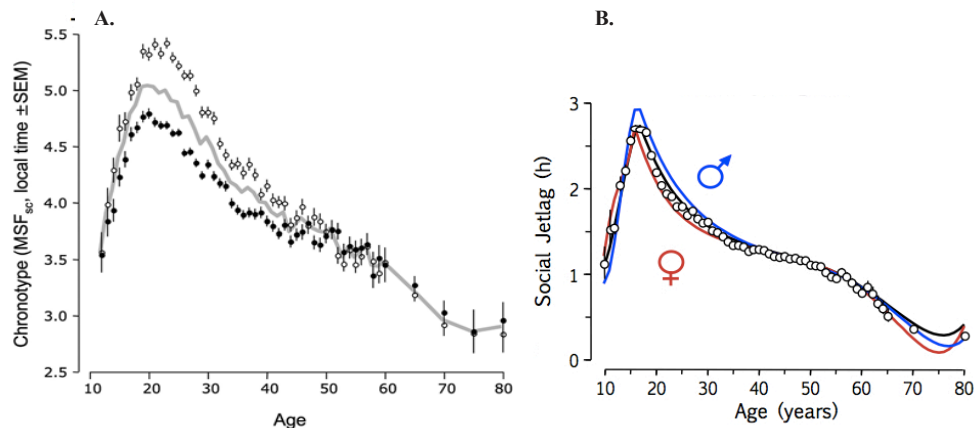 A.
Chronotype (MSFsc, local time ±SEM)
5.5
5.0
4.5
4.0
3.5
3.0
2.5
10 20 30 40 50 60 70 80
Age
B.
Social Jetlag (h)
3
2
1
0
♂
♀
10 20 30 40 50 60 70 80
Age (years)